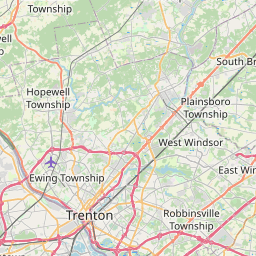 Township
South Br
Hopewell
Township
Plainsboro
Township
West Windsor
Ewing Township
East Win
Trenton
Robbinsville
Township